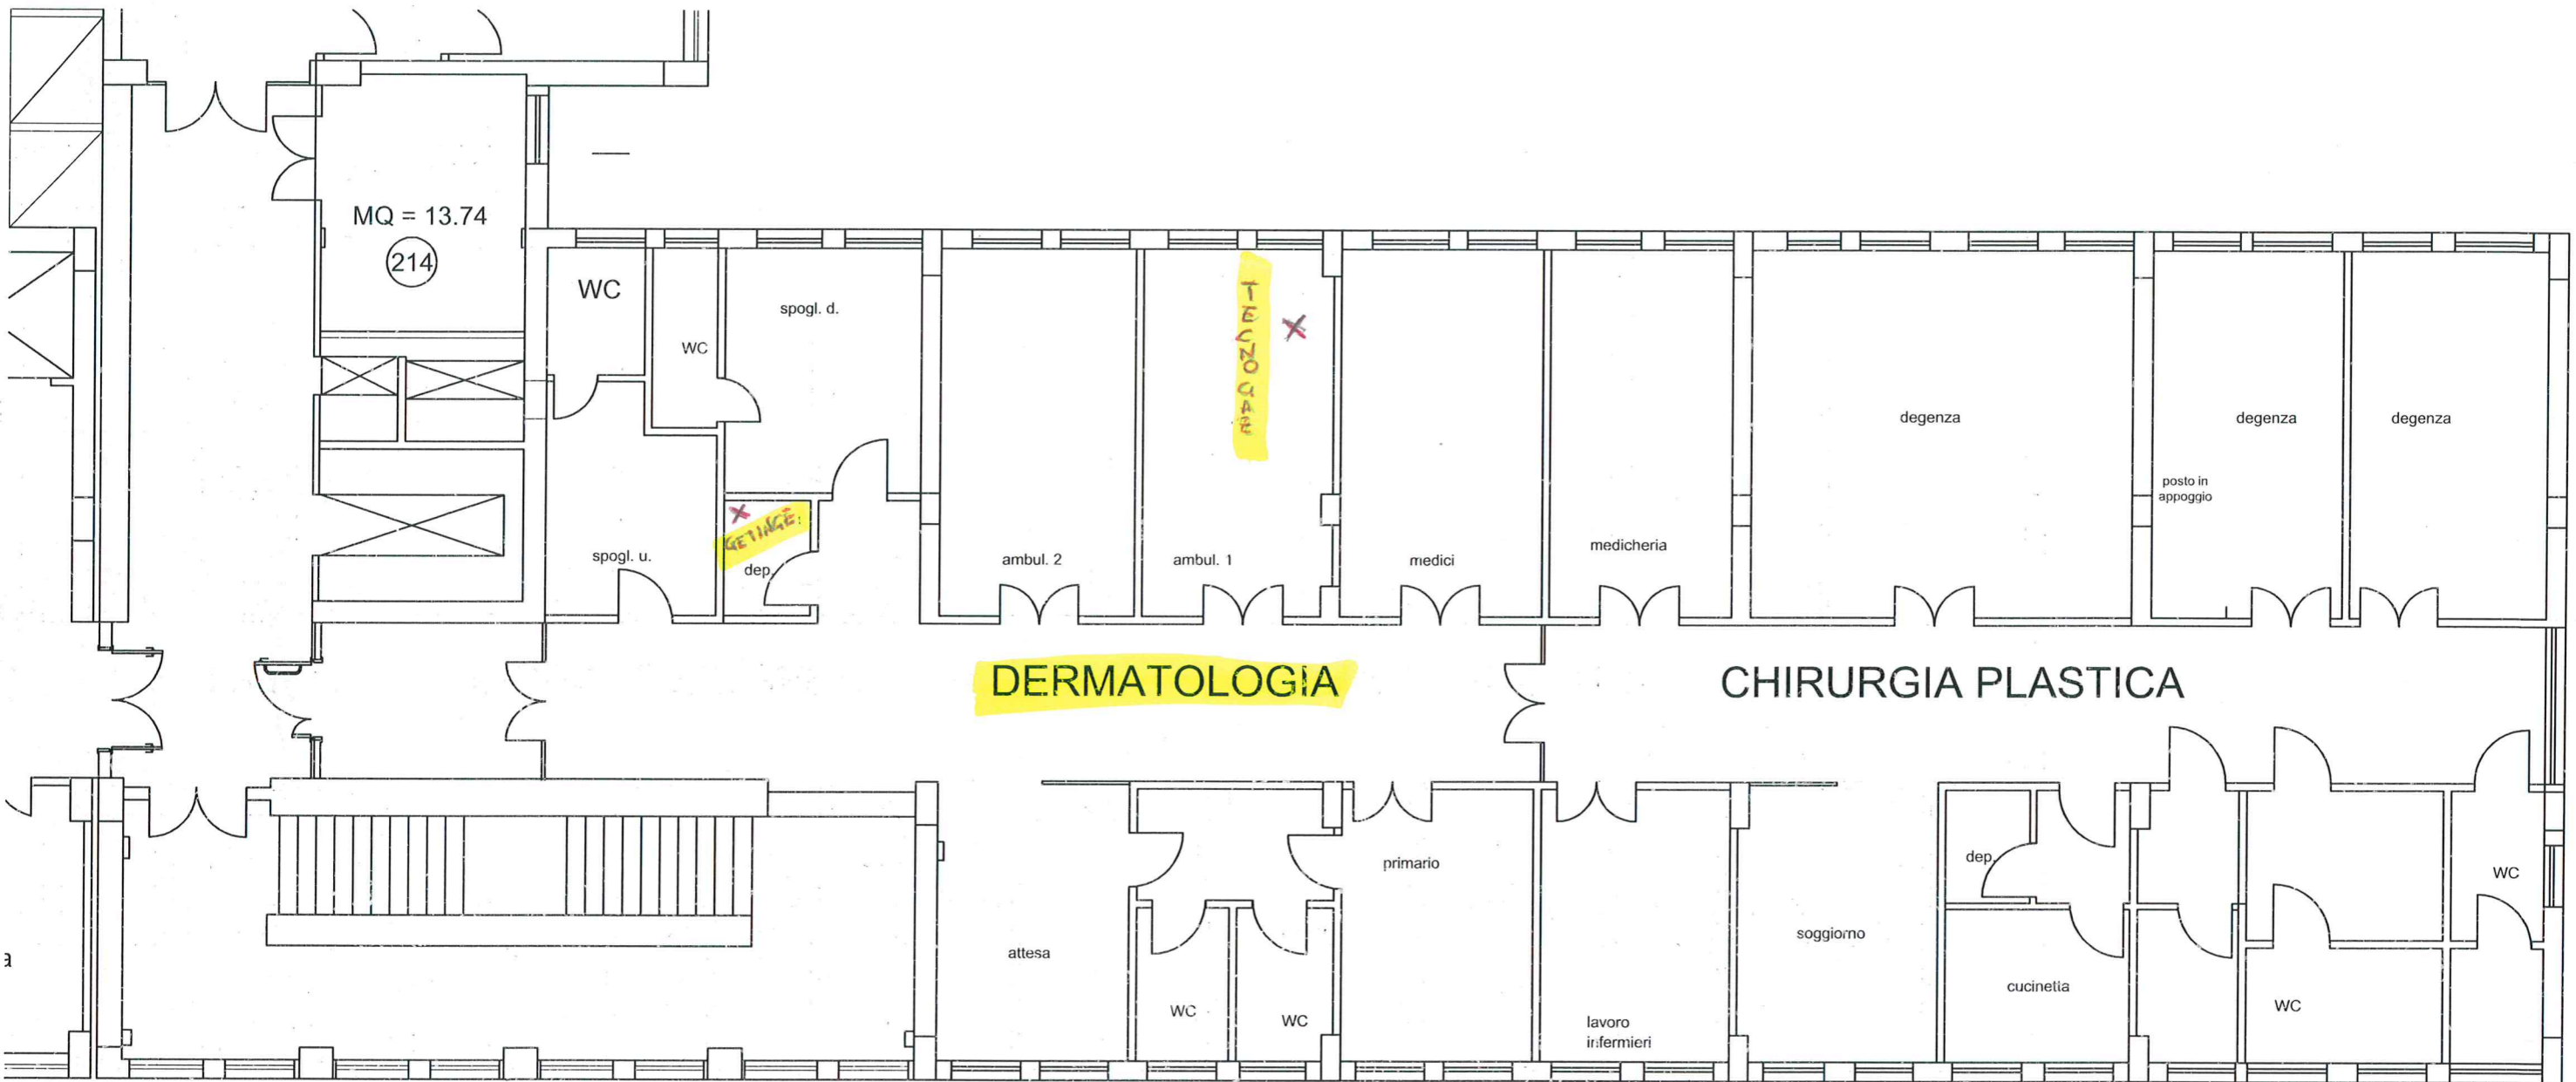 MQ = 13.74
214
WC
WC
spogl. d.
TECNOGAE
degenza
degenza
degenza
posto in
appoggio
GETINGE
spogl. u.
dep.
ambul. 2
ambul. 1
medici
medicheria
DERMATOLOGIA
CHIRURGIA PLASTICA
primario
dep.
WC
attesa
soggiorno
cucinetta
WC
WC
WC
lavoro
infermieri
a